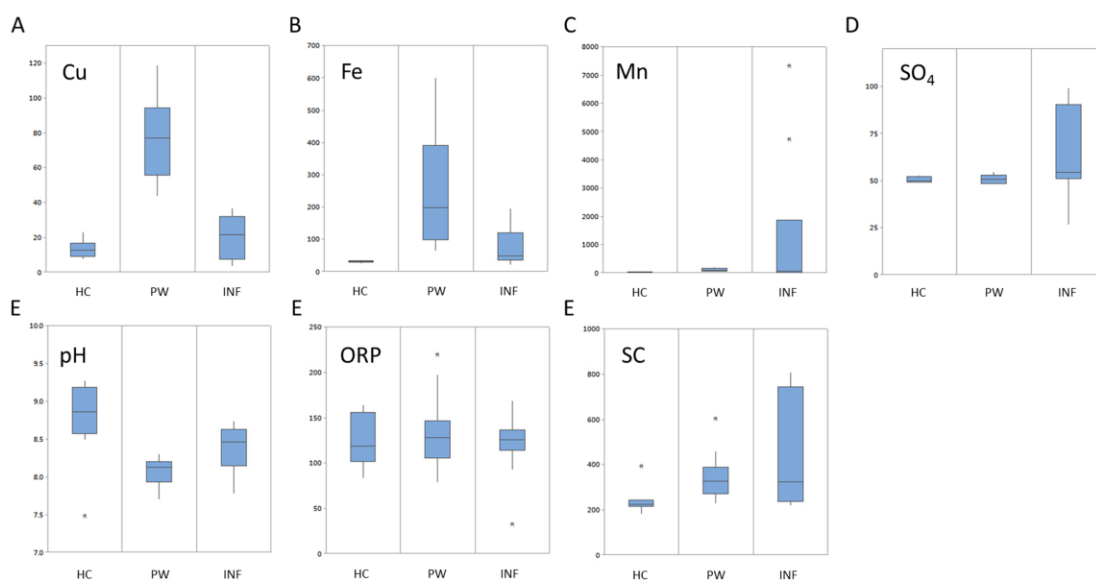 A
B
C
D
Cu
Fe
Mn
SO₄
120
100
80
60
40
20
0
700
600
500
400
300
200
100
0
8000
7000
6000
5000
4000
3000
2000
1000
0
100
75
50
25
0
HC PW INF
HC PW INF
HC PW INF
HC PW INF
E
E
E
pH
ORP
SC
10.0
9.5
9.0
8.5
8.0
7.5
7.0
250
200
150
100
50
0
1000
800
600
400
200
0
HC PW INF
HC PW INF
HC PW INF